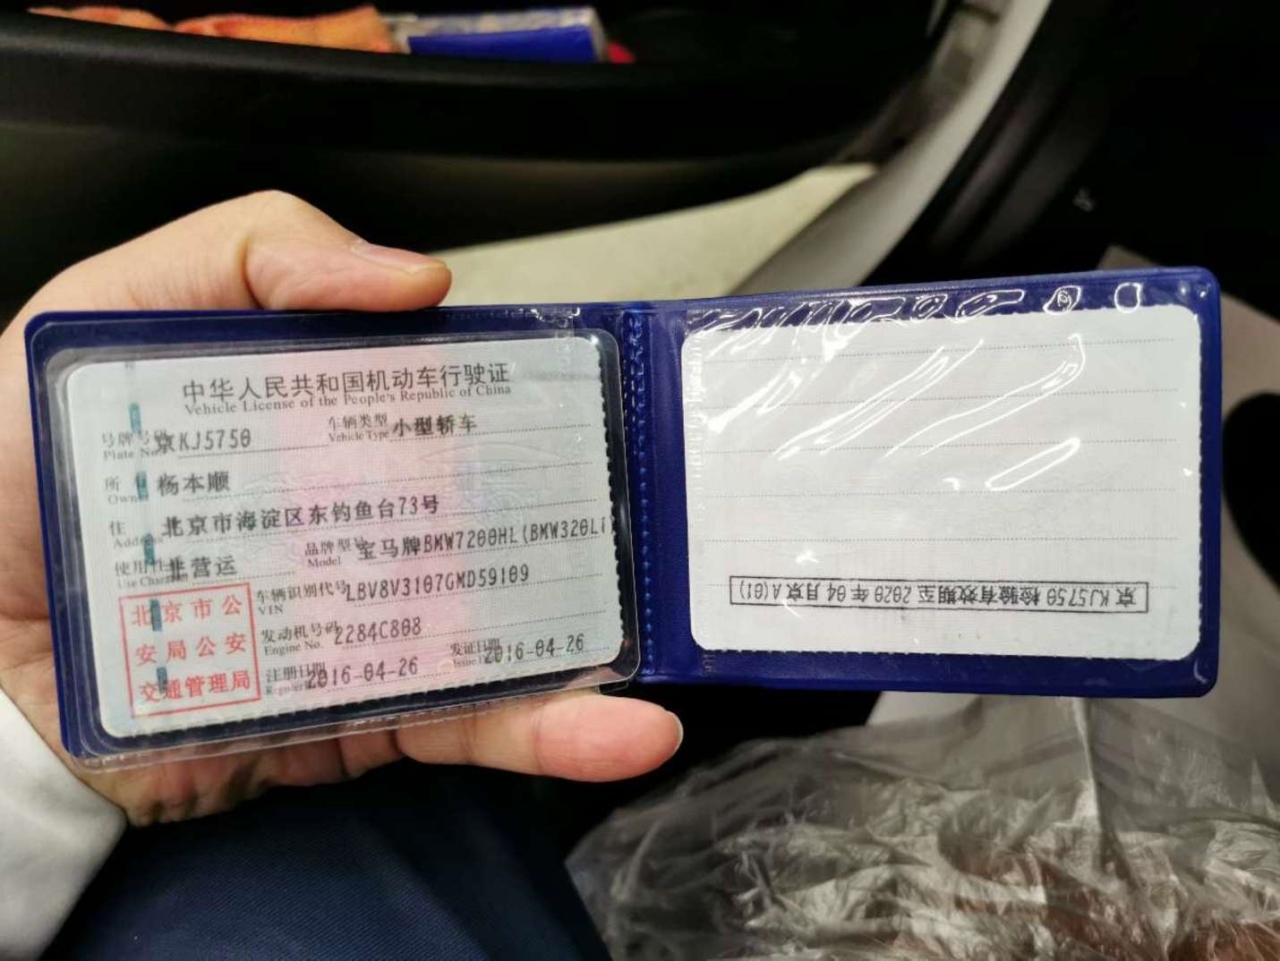 中华人民共和国机动车行驶证
Vehicle License of the People's Republic of China
号牌号码 京KJ5750 车辆类型 小型轿车
Plate No. Vehicle Type
所 杨本顺
Owner
住 北京市海淀区东钓鱼台73号
Address
使用性 非营运 品牌型号 宝马牌BMW7200HL(BMW320Li
Use Character Model
北京市公
安局公安
交通管理局
车辆识别代号 LBV8V3107GMD59109
VIN
发动机号码 2284C808
Engine No.
注册日期 2016-04-26 发证日期 2016-04-26
Register Issue
京KJ5750 检验有效期至2020年04月京A(01)